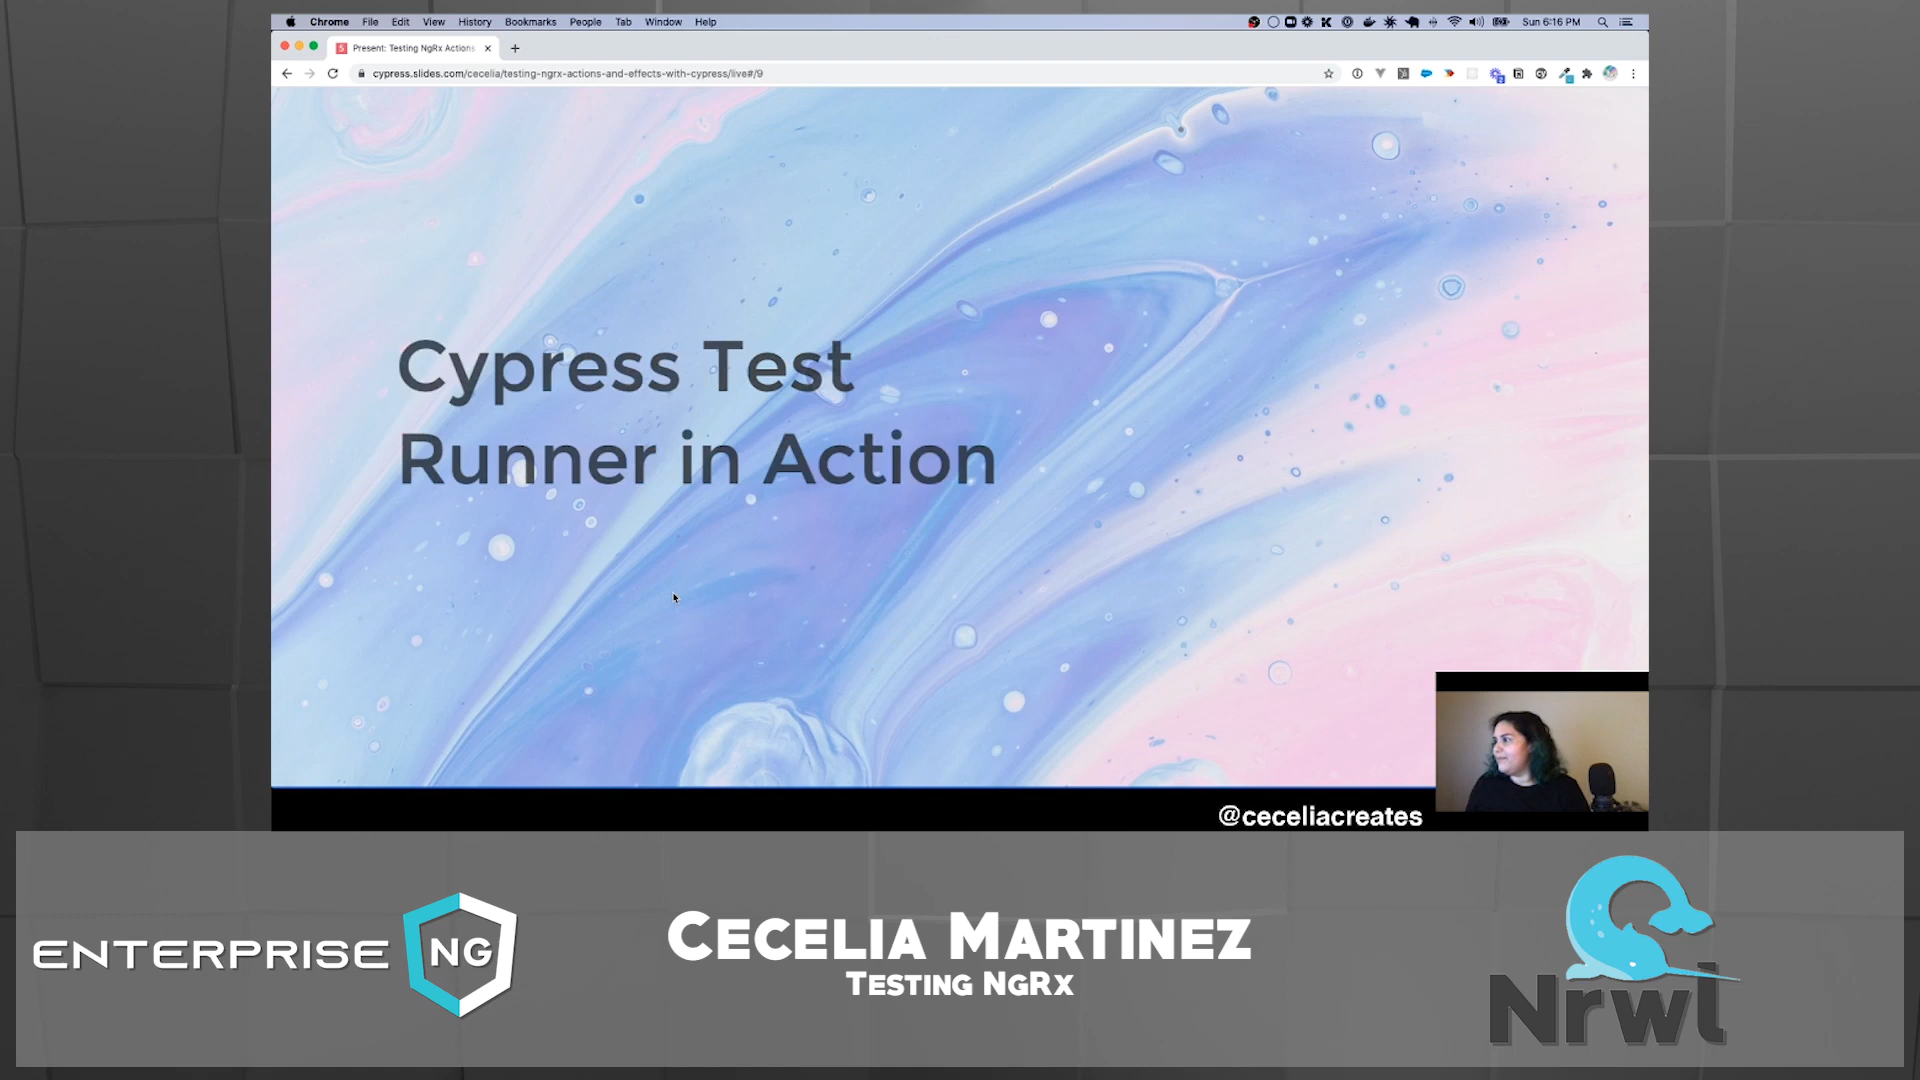 Chrome File Edit View History Bookmarks People Tab Window Help
Sun 6:16 PM
Present: Testing NgRx Actions
cypress.slides.com/cecelia/testing-ngrx-actions-and-effects-with-cypress/live#/9
Cypress Test
Runner in Action
@ceceliacreates
ENTERPRISE NG
CECELIA MARTINEZ
TESTING NGRX
Nrwl